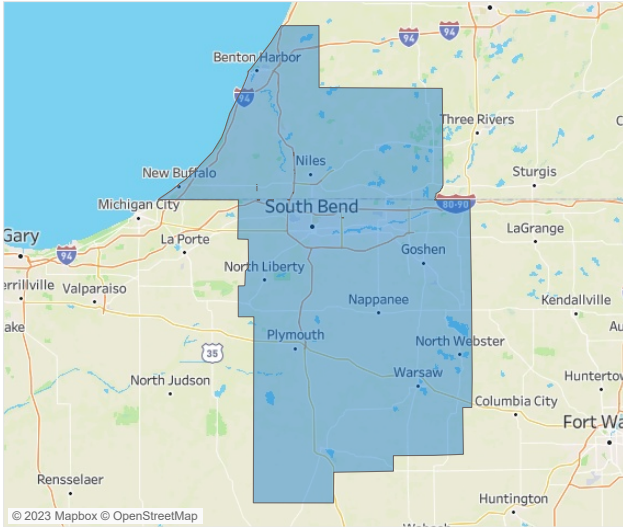 94
94
Benton Harbor
94
Three Rivers
Niles
Sturgis
New Buffalo
80-90
Michigan City
South Bend
LaGrange
Gary
La Porte
Goshen
94
North Liberty
errillville
Valparaiso
Nappanee
Kendallville
ake
Au
Plymouth
North Webster
35
Warsaw
North Judson
Huntertow
Columbia City
Fort Wa
Rensselaer
Huntington
© 2023 Mapbox © OpenStreetMap